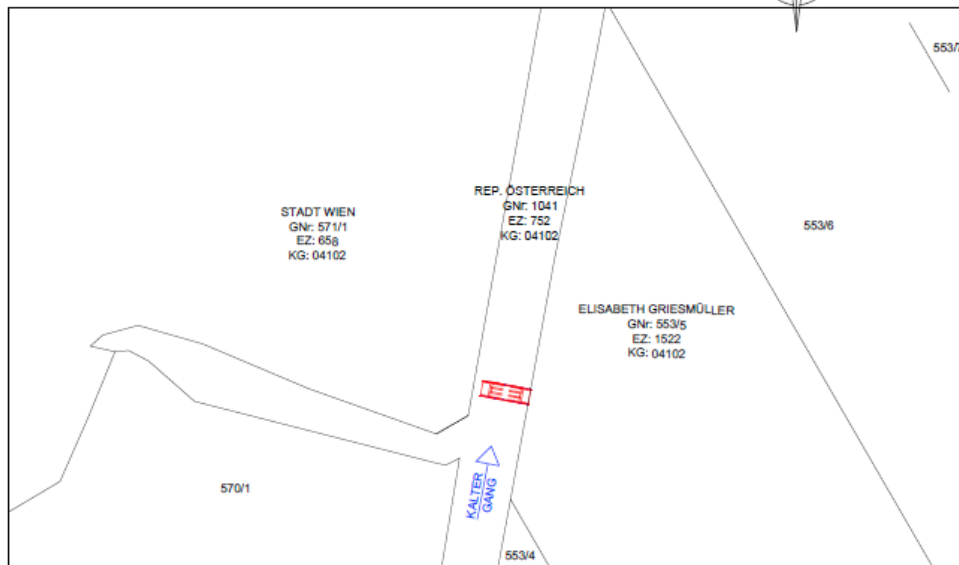 553/7
REP. ÖSTERREICH
GNr: 1041
EZ: 752
KG: 04102
STADT WIEN
GNr: 571/1
EZ: 658
KG: 04102
553/6
ELISABETH GRIESMÜLLER
GNr: 553/5
EZ: 1522
KG: 04102
KALTER
GANG
570/1
553/4